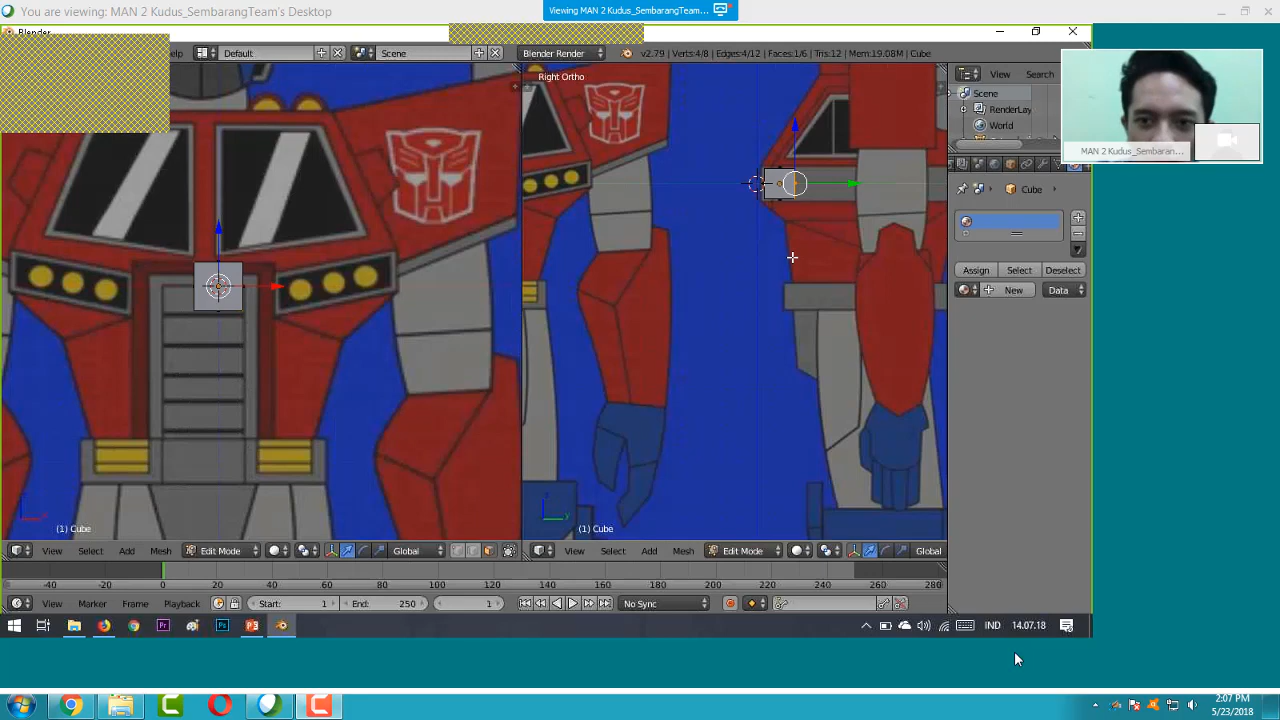 You are viewing: MAN 2 Kudus_SembarangTeam's Desktop
Viewing MAN 2 Kudus_SembarangTeam...
Blender
elp
Default
Scene
Blender Render
v2.79 | Verts:4/8 | Edges:4/12 | Faces:1/6 | Tris:12 | Mem:19.08M | Cube
Right Ortho
View
Search
Scene
RenderLay
World
MAN 2 Kudus_Sembaran...
Cube
Assign
Select
Deselect
New
Data
(1) Cube
(1) Cube
View
Select
Add
Mesh
Edit Mode
Global
View
Select
Add
Mesh
Edit Mode
Global
-40 -20 0 20 40 60 80 100 120 140 160 180 200 220 240 260 280
View
Marker
Frame
Playback
Start: 1
End: 250
1
No Sync
Pr
Ps
IND
14.07.18
2:07 PM
5/23/2018